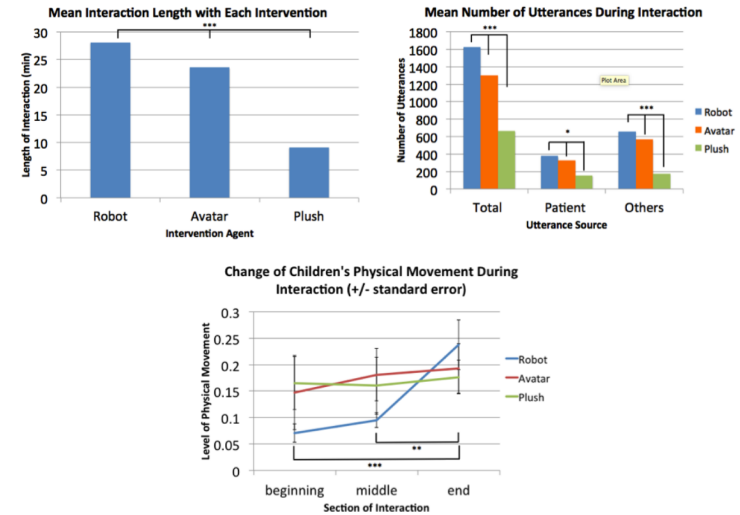 Mean Interaction Length with Each Intervention
***
30
25
20
15
10
5
0
Length of Interaction (min)
Robot
Avatar
Plush
Intervention Agent
Mean Number of Utterances During Interaction
***
1800
1600
1400
1200
1000
800
600
400
200
0
Number of Utterances
Plot Area
*
***
Robot
Avatar
Plush
Total
Patient
Others
Utterance Source
Change of Children's Physical Movement During
Interaction (+/- standard error)
0.3
0.25
0.2
0.15
0.1
0.05
0
Level of Physical Movement
Robot
Avatar
Plush
**
***
beginning
middle
end
Section of Interaction